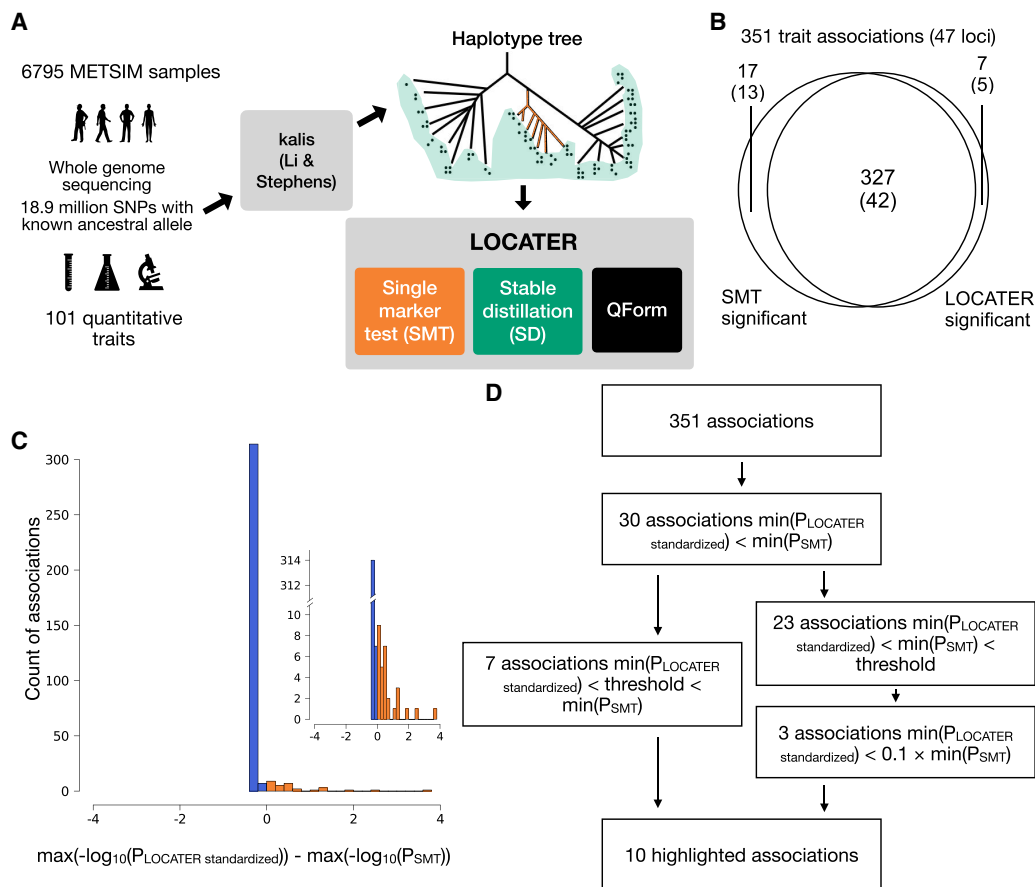 A
6795 METSIM samples
Whole genome
sequencing
18.9 million SNPs with
known ancestral allele
101 quantitative
traits
kalis
(Li &
Stephens)
Haplotype tree
LOCATER
Single
marker
test (SMT)
Stable
distillation
(SD)
QForm
B
351 trait associations (47 loci)
17
(13)
7
(5)
327
(42)
SMT
significant
LOCATER
significant
C
Count of associations
300
250
200
150
100
50
0
-4
-2
0
2
4
314
312
10
8
6
4
2
0
-4
-2
0
2
4
max(-log10(PLOCATER standardized)) - max(-log10(PSMT))
D
351 associations
30 associations min(PLOCATER
standardized) < min(PSMT)
7 associations min(PLOCATER
standardized) < threshold <
min(PSMT)
23 associations min(PLOCATER
standardized) < min(PSMT) <
threshold
3 associations min(PLOCATER
standardized) < 0.1 × min(PSMT)
10 highlighted associations